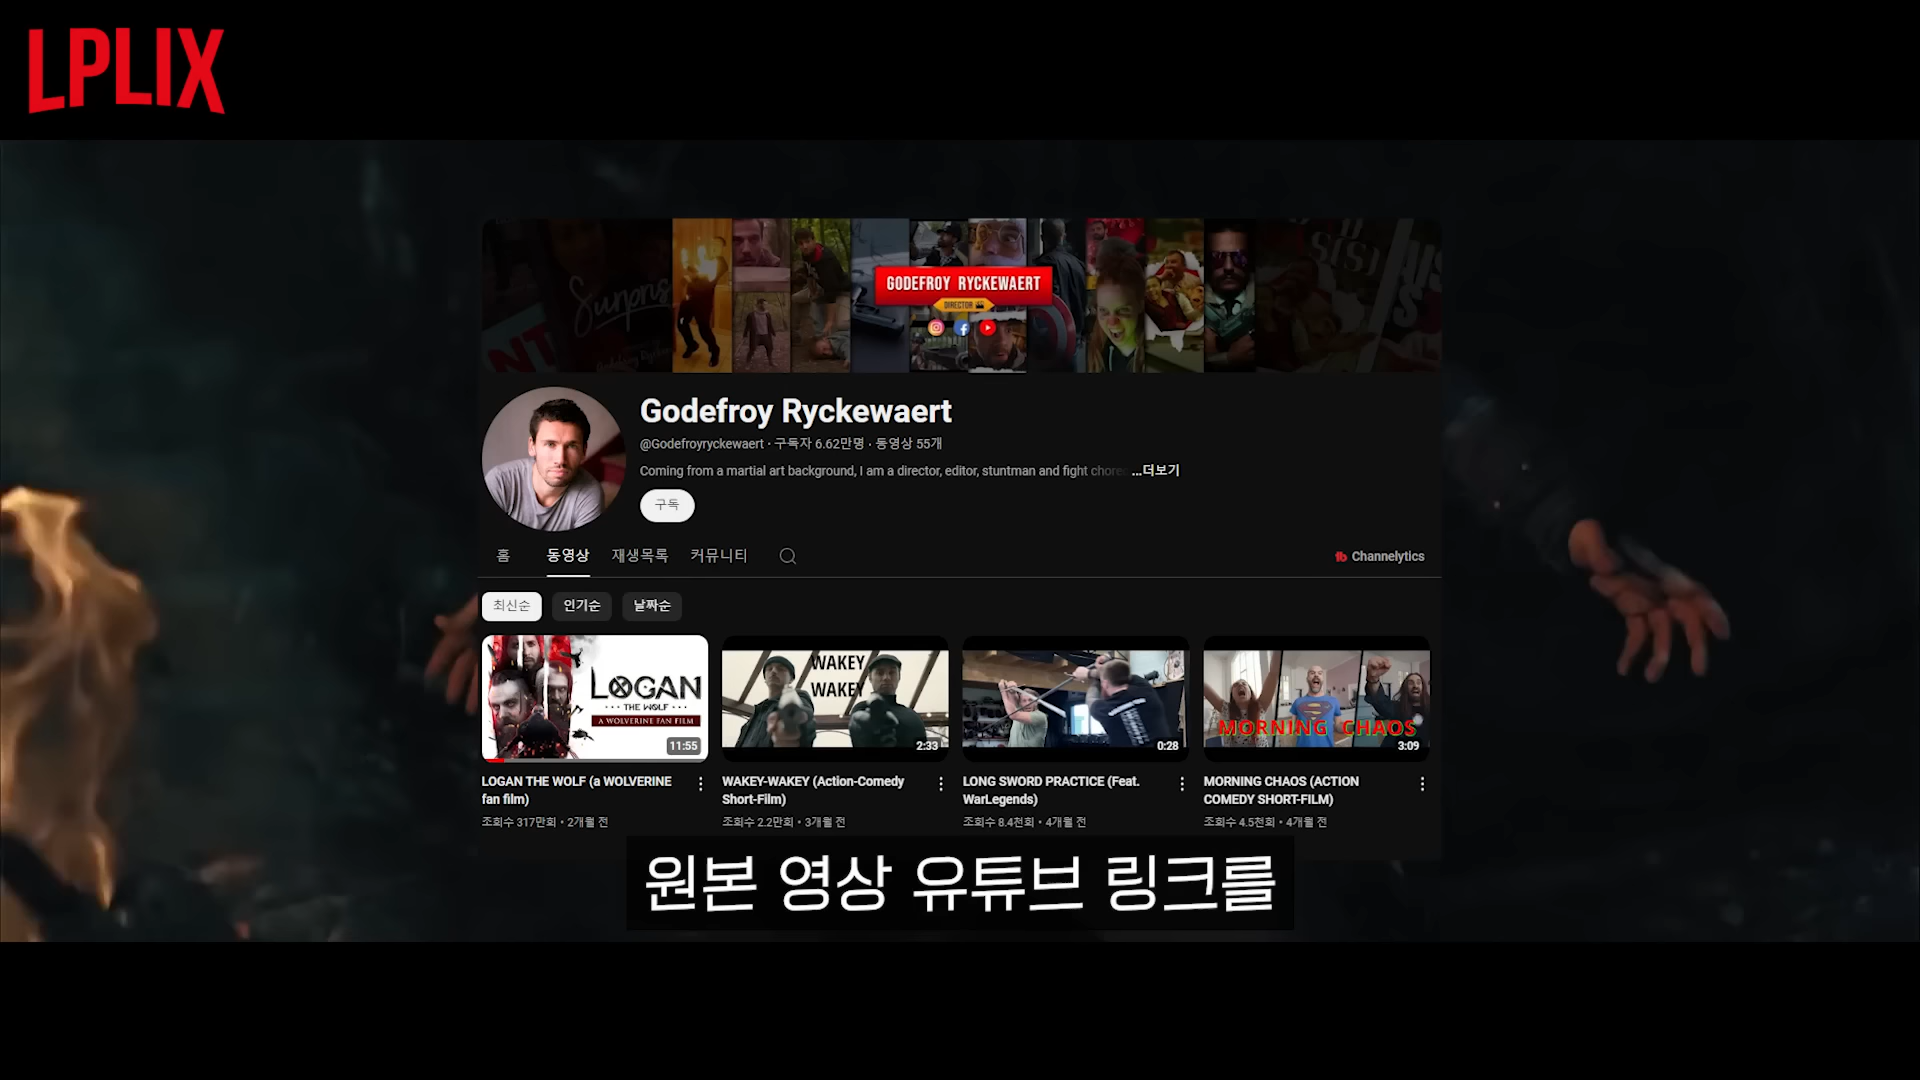 LPLIX
Surpris
GODEFROY RYCKEWAERT
DIRECTOR
Godefroy Ryckewaert
@Godefroyryckewaert · 구독자 6.62만명 · 동영상 55개
Coming from a martial art background, I am a director, editor, stuntman and fight chore ...더보기
구독
홈 동영상 재생목록 커뮤니티 Channelytics
최신순 인기순 날짜순
LOGAN
THE WOLF
A WOLVERINE FAN FILM
11:55
WAKEY
WAKEY
2:33
0:28
MORNING CHAOS
3:09
LOGAN THE WOLF (a WOLVERINE
fan film)
조회수 317만회 · 2개월 전
WAKEY-WAKEY (Action-Comedy
Short-Film)
조회수 2.2만회 · 3개월 전
LONG SWORD PRACTICE (Feat.
WarLegends)
조회수 8.4천회 · 4개월 전
MORNING CHAOS (ACTION
COMEDY SHORT-FILM)
조회수 4.5천회 · 4개월 전
원본 영상 유튜브 링크를